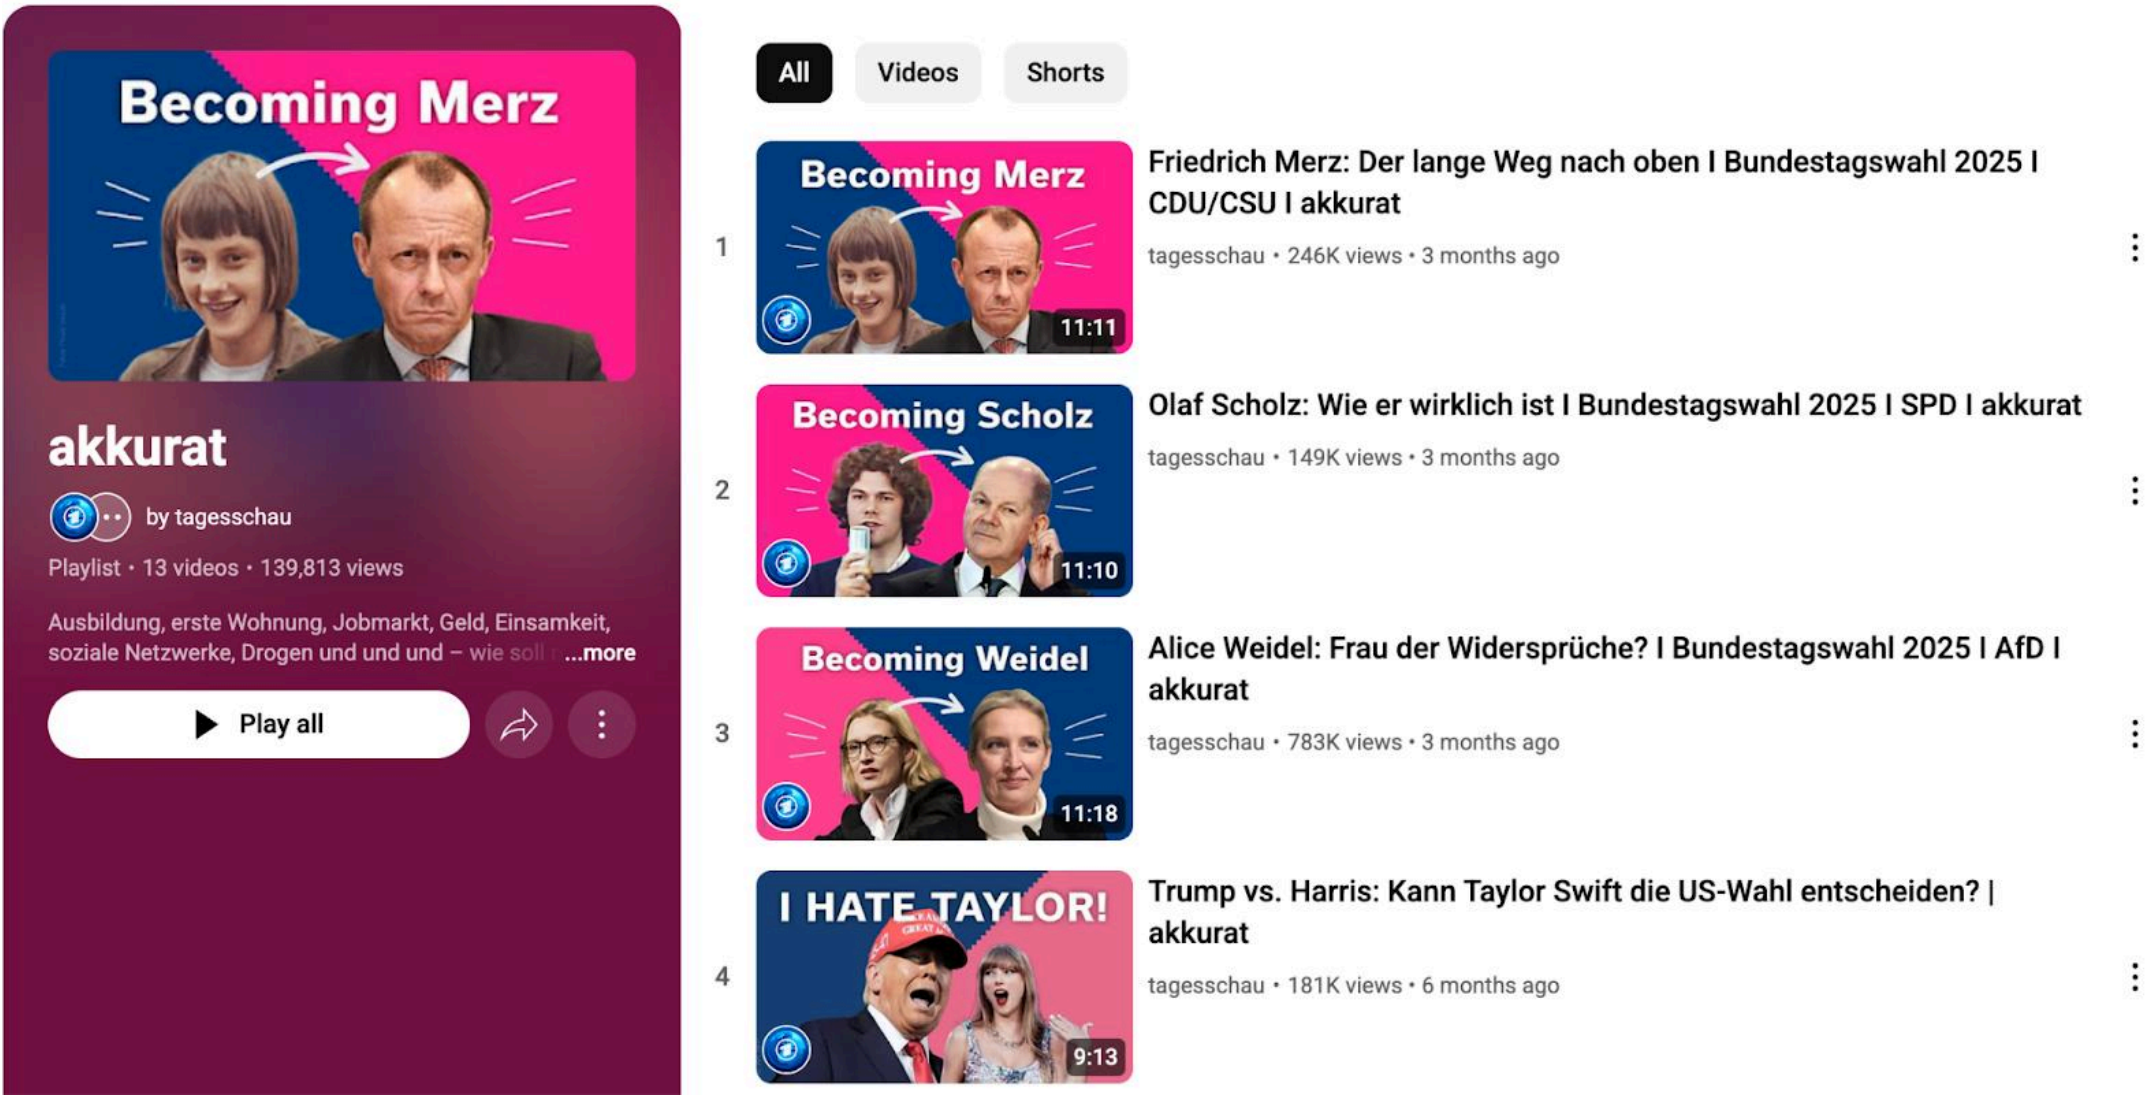 Becoming Merz
akkurat
by tagesschau
Playlist • 13 videos • 139,813 views
Ausbildung, erste Wohnung, Jobmarkt, Geld, Einsamkeit,
soziale Netzwerke, Drogen und und und – wie soll ...more
Play all
All
Videos
Shorts
1
Becoming Merz
11:11
Friedrich Merz: Der lange Weg nach oben I Bundestagswahl 2025 I
CDU/CSU I akkurat
tagesschau • 246K views • 3 months ago
2
Becoming Scholz
11:10
Olaf Scholz: Wie er wirklich ist I Bundestagswahl 2025 I SPD I akkurat
tagesschau • 149K views • 3 months ago
3
Becoming Weidel
11:18
Alice Weidel: Frau der Widersprüche? I Bundestagswahl 2025 I AfD I
akkurat
tagesschau • 783K views • 3 months ago
4
I HATE TAYLOR!
GREAT
9:13
Trump vs. Harris: Kann Taylor Swift die US-Wahl entscheiden? |
akkurat
tagesschau • 181K views • 6 months ago